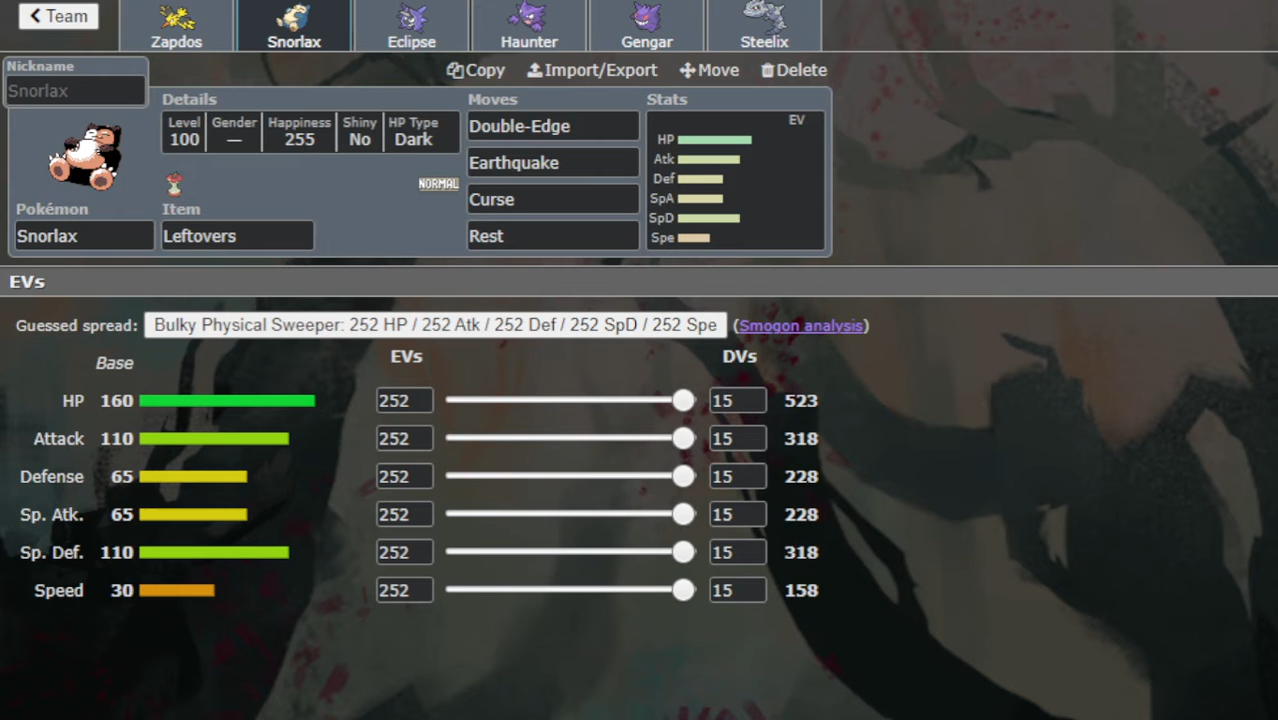 Team
Zapdos
Snorlax
Eclipse
Haunter
Gengar
Steelix
Nickname
Snorlax
Copy
Import/Export
Move
Delete
Details
Level Gender Happiness Shiny HP Type
100 — 255 No Dark
NORMAL
Pokémon
Snorlax
Item
Leftovers
Moves
Double-Edge
Earthquake
Curse
Rest
Stats
EV
HP
Atk
Def
SpA
SpD
Spe
EVs
Guessed spread: Bulky Physical Sweeper: 252 HP / 252 Atk / 252 Def / 252 SpD / 252 Spe (Smogon analysis)
Base EVs DVs
HP 160 252 15 523
Attack 110 252 15 318
Defense 65 252 15 228
Sp. Atk. 65 252 15 228
Sp. Def. 110 252 15 318
Speed 30 252 15 158